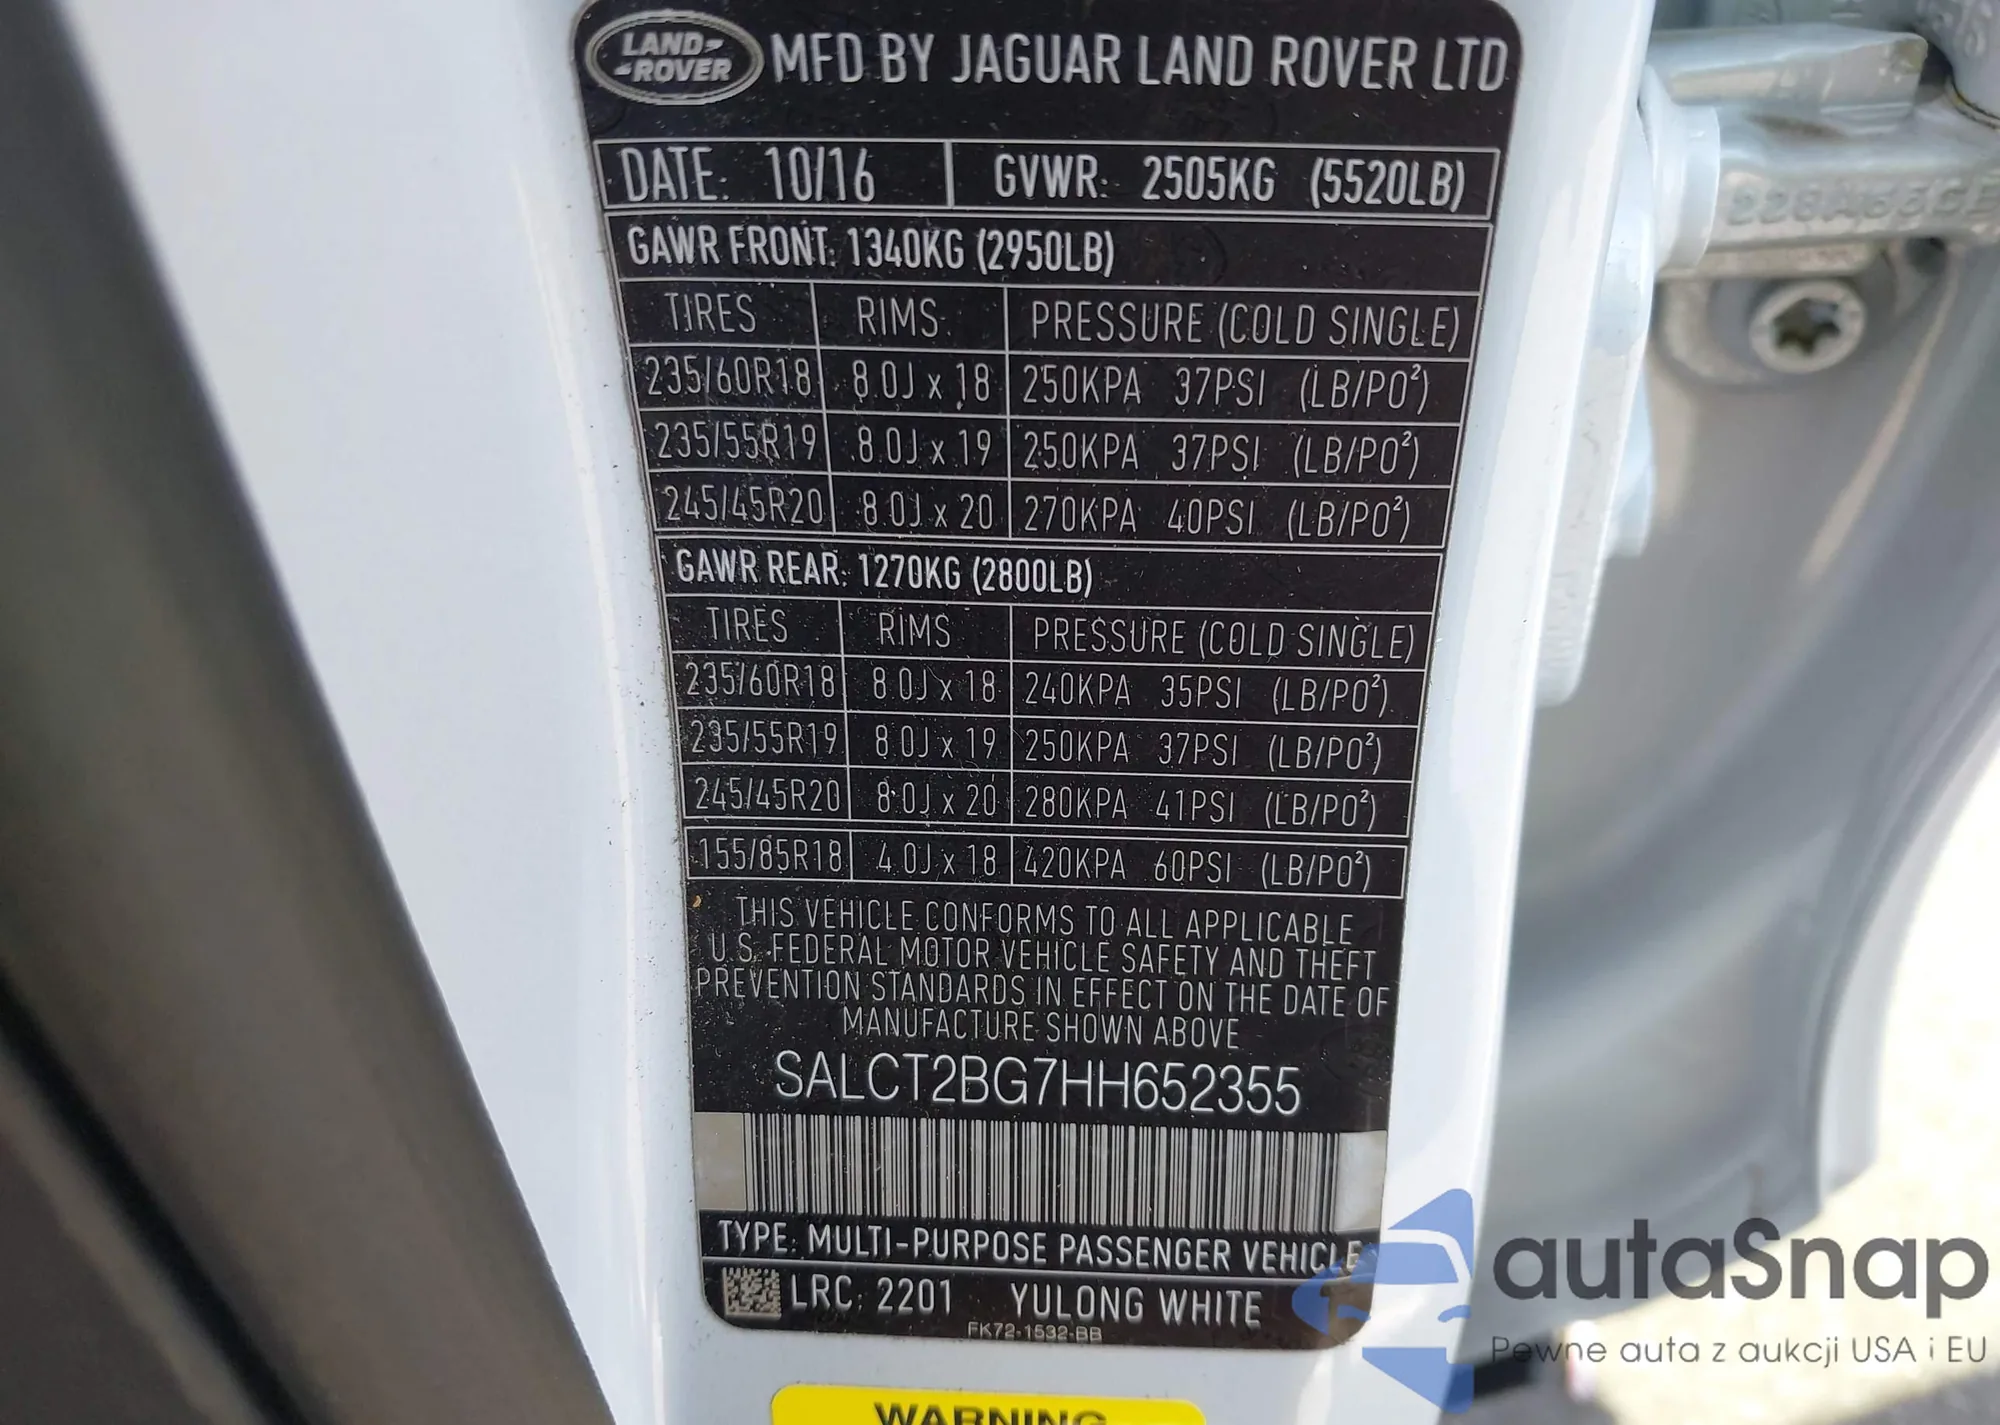 LAND-
-ROVER
MFD BY JAGUAR LAND ROVER LTD
DATE: 10/16 GVWR: 2505KG (5520LB)
GAWR FRONT: 1340KG (2950LB)
TIRES RIMS PRESSURE (COLD SINGLE)
235/60R18 8.0J x 18 250KPA 37PSI (LB/PO²)
235/55R19 8.0J x 19 250KPA 37PSI (LB/PO²)
245/45R20 8.0J x 20 270KPA 40PSI (LB/PO²)
GAWR REAR: 1270KG (2800LB)
TIRES RIMS PRESSURE (COLD SINGLE)
235/60R18 8.0J x 18 240KPA 35PSI (LB/PO²)
235/55R19 8.0J x 19 250KPA 37PSI (LB/PO²)
245/45R20 8.0J x 20 280KPA 41PSI (LB/PO²)
155/85R18 4.0J x 18 420KPA 60PSI (LB/PO²)
THIS VEHICLE CONFORMS TO ALL APPLICABLE
U.S. FEDERAL MOTOR VEHICLE SAFETY AND THEFT
PREVENTION STANDARDS IN EFFECT ON THE DATE OF
MANUFACTURE SHOWN ABOVE
SALCT2BG7HH652355
TYPE: MULTI-PURPOSE PASSENGER VEHICLE
LRC: 2201 YULONG WHITE
FK72-1532-BB
WARNING
autaSnap
Pewne auta z aukcji USA i EU